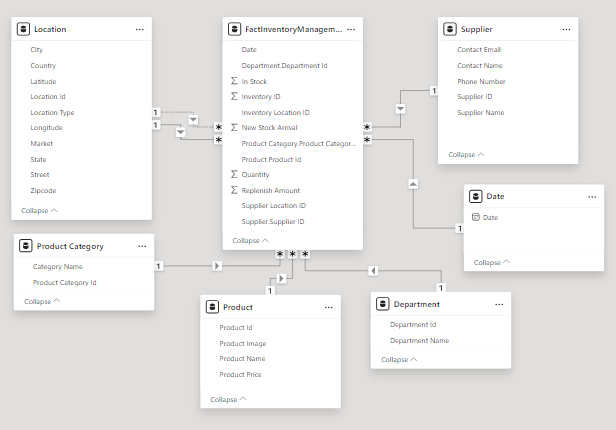 Location
City
Country
Latitude
Location Id
Location Type
Longitude
Market
State
Street
Zipcode
Collapse
FactInventoryManagem...
Date
Department.Department Id
In Stock
Inventory ID
Inventory Location ID
New Stock Arrival
Product Category.Product Categor...
Product.Product Id
Quantity
Replenish Amount
Supplier Location ID
Supplier.Supplier ID
Collapse
Supplier
Contact Email
Contact Name
Phone Number
Supplier ID
Supplier Name
Collapse
Date
Date
Collapse
Product Category
Category Name
Product Category Id
Collapse
Product
Product Id
Product Image
Product Name
Product Price
Collapse
Department
Department Id
Department Name
Collapse
1
1
1
1
1
1
1